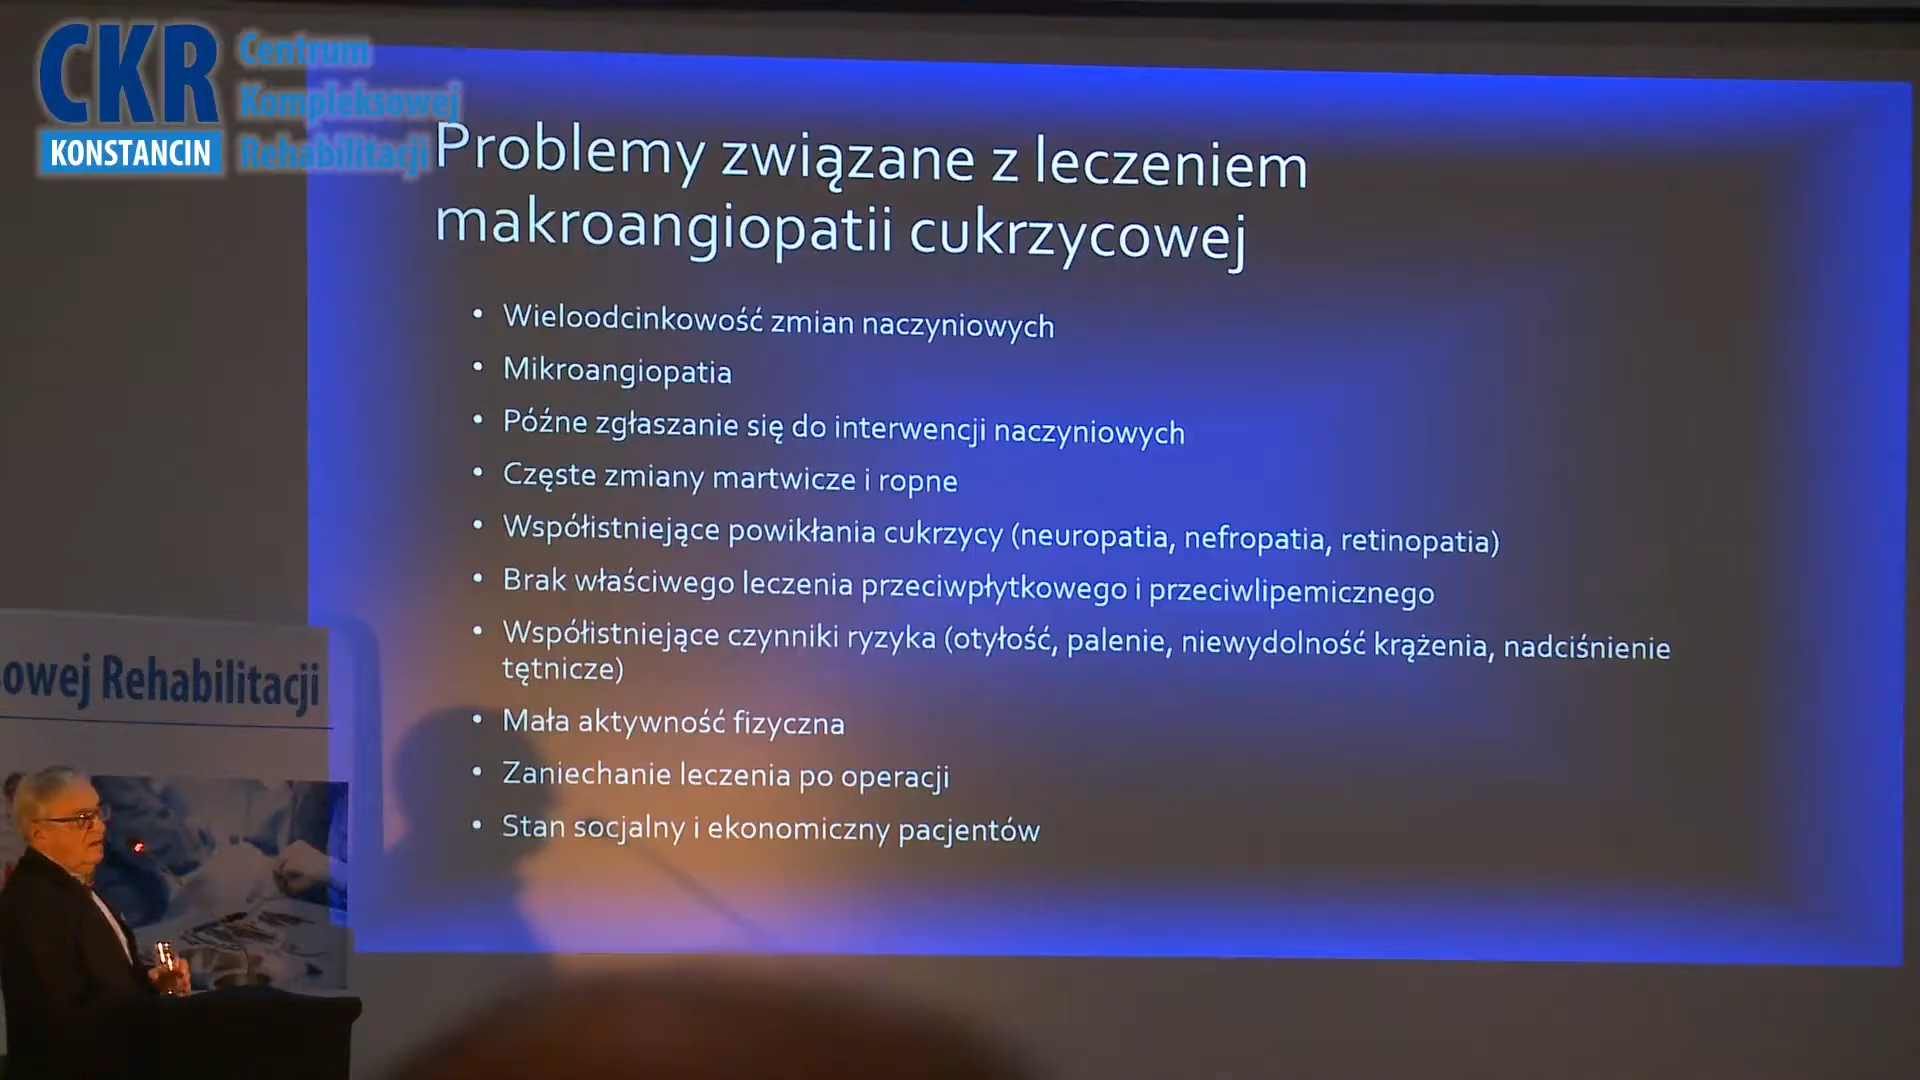 CKR
KONSTANCIN
Centrum
Kompleksowej
Rehabilitacji
Problemy związane z leczeniem
makroangiopatii cukrzycowej
• Wieloodcinkowość zmian naczyniowych
• Mikroangiopatia
• Późne zgłaszanie się do interwencji naczyniowych
• Częste zmiany martwicze i ropne
• Współistniejące powikłania cukrzycy (neuropatia, nefropatia, retinopatia)
• Brak właściwego leczenia przeciwpłytkowego i przeciwlipemicznego
• Współistniejące czynniki ryzyka (otyłość, palenie, niewydolność krążenia, nadciśnienie
tętnicze)
• Mała aktywność fizyczna
• Zaniechanie leczenia po operacji
• Stan socjalny i ekonomiczny pacjentów
owej Rehabilitacji